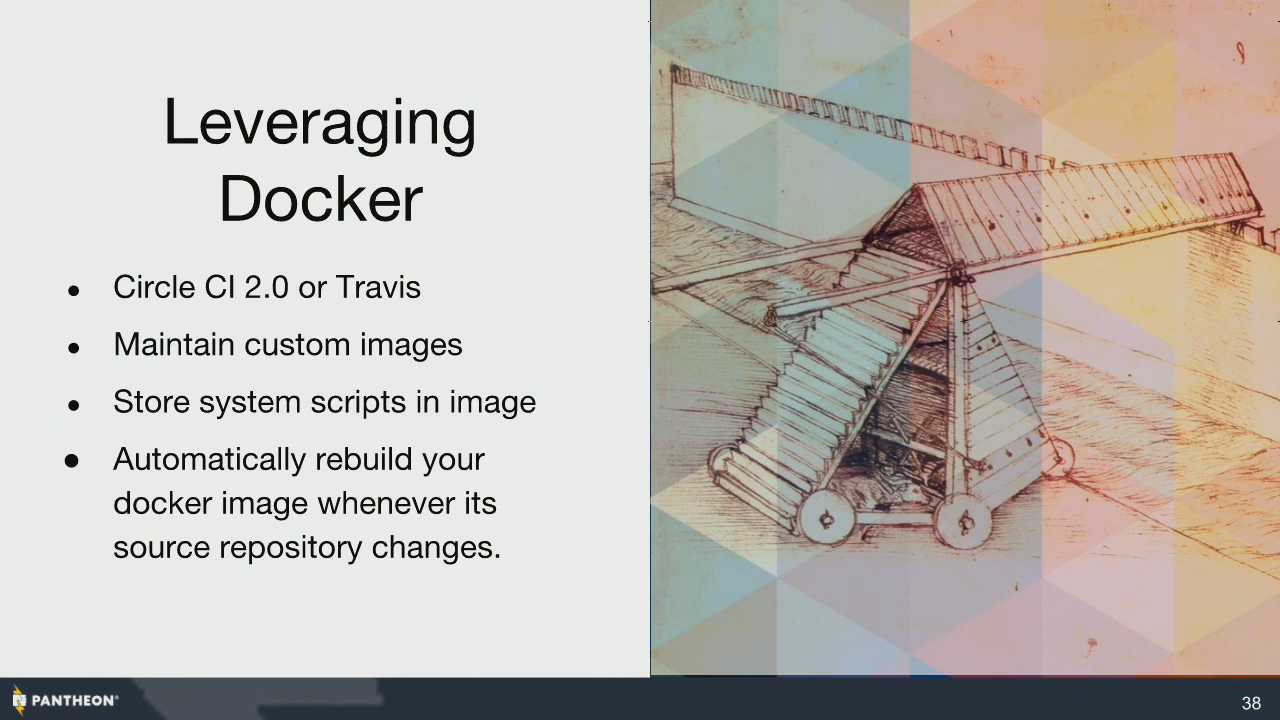 Leveraging
Docker
● Circle CI 2.0 or Travis
● Maintain custom images
● Store system scripts in image
● Automatically rebuild your
docker image whenever its
source repository changes.
PANTHEON®
38